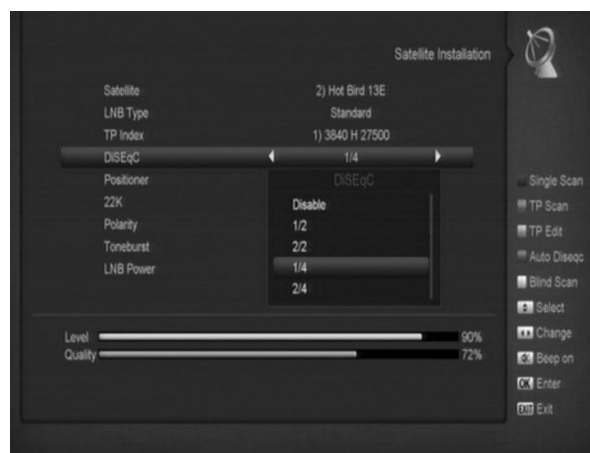 Satellite Installation
Satellite 2) Hot Bird 13E
LNB Type Standard
TP Index 1) 3840 H 27500
DiSEqC 1/4
Positioner DiSEqC
22K Disable
Polarity 1/2
Toneburst 2/2
LNB Power 1/4
2/4
Level 90%
Quality 72%
Single Scan
TP Scan
TP Edit
Auto Diseqc
Blind Scan
Select
Change
Beep on
OK Enter
EXIT Exit